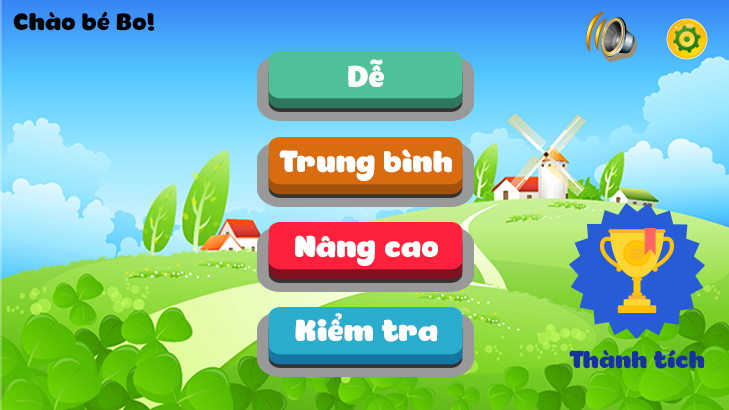 Chào bé Bo!
Dễ
Trung bình
Nâng cao
Kiểm tra
Thành tích